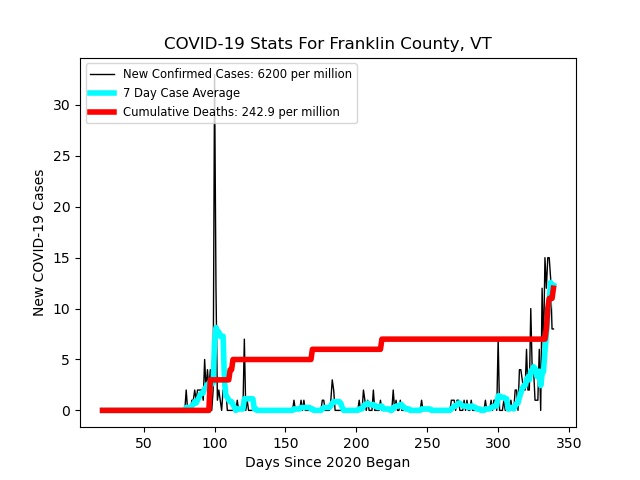 COVID-19 Stats For Franklin County, VT
New Confirmed Cases: 6200 per million
7 Day Case Average
Cumulative Deaths: 242.9 per million
New COVID-19 Cases
30
25
20
15
10
5
0
50 100 150 200 250 300 350
Days Since 2020 Began